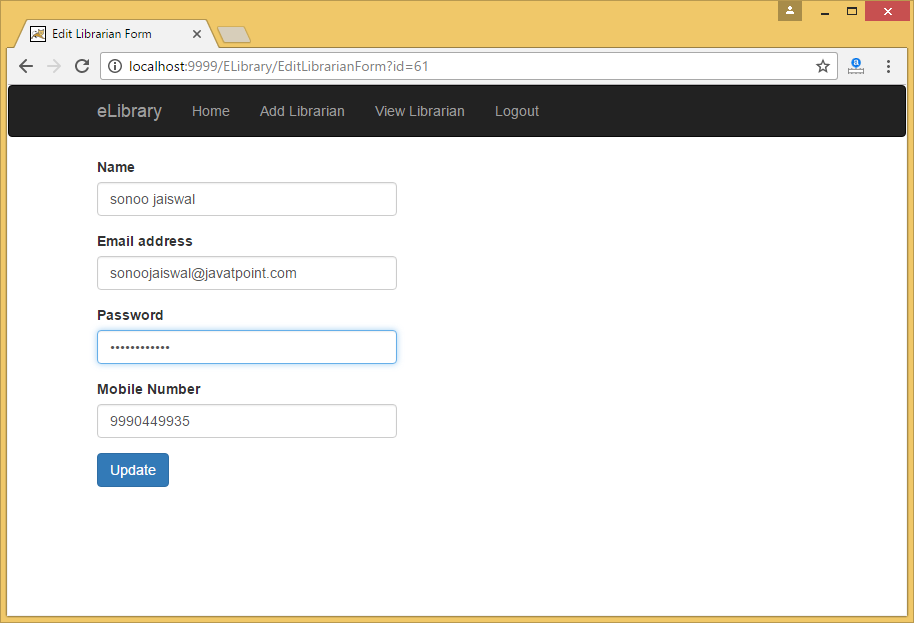 Edit Librarian Form
localhost:9999/ELibrary/EditLibrarianForm?id=61
eLibrary Home Add Librarian View Librarian Logout
Name
sonoo jaiswal
Email address
sonoojaiswal@javatpoint.com
Password
••••••••••••
Mobile Number
9990449935
Update